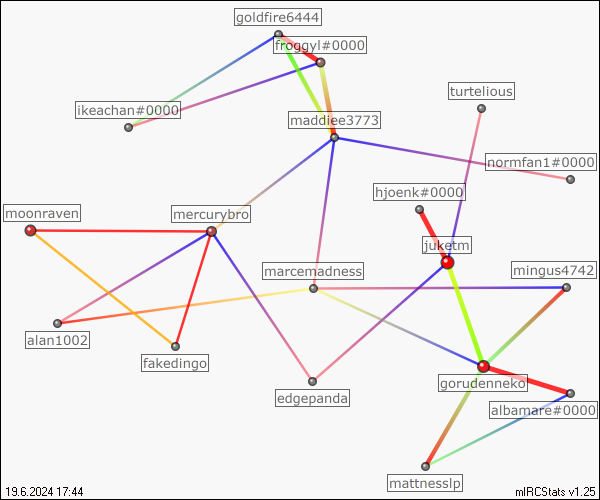 goldfire6444
froggyl#0000
turtelious
ikeachan#0000
maddiee3773
normfan1#0000
hjoenk#0000
moonraven
mercurybro
juketm
marcemadness
mingus4742
alan1002
fakedingo
gorudenneko
edgepanda
albamare#0000
mattnesslp
19.6.2024 17:44
mIRCStats v1.25